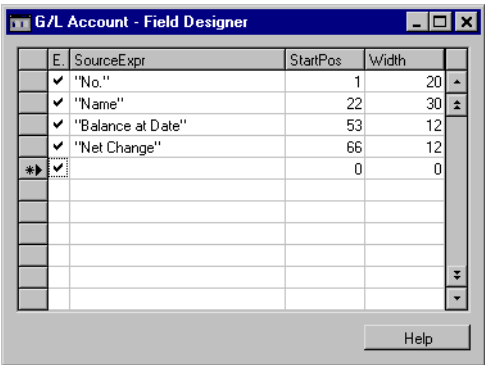 G/L Account - Field Designer
E. SourceExpr StartPos Width
"No." 1 20
"Name" 22 30
"Balance at Date" 53 12
"Net Change" 66 12
0 0
Help